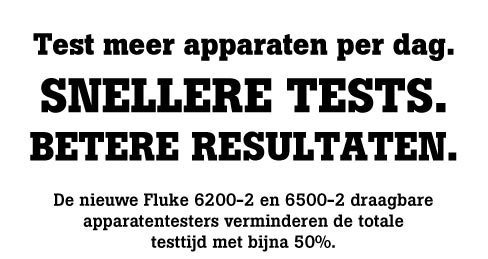 Test meer apparaten per dag.
SNELLERE TESTS.
BETERE RESULTATEN.
De nieuwe Fluke 6200-2 en 6500-2 draagbare
apparatentesters verminderen de totale
testtijd met bijna 50%.